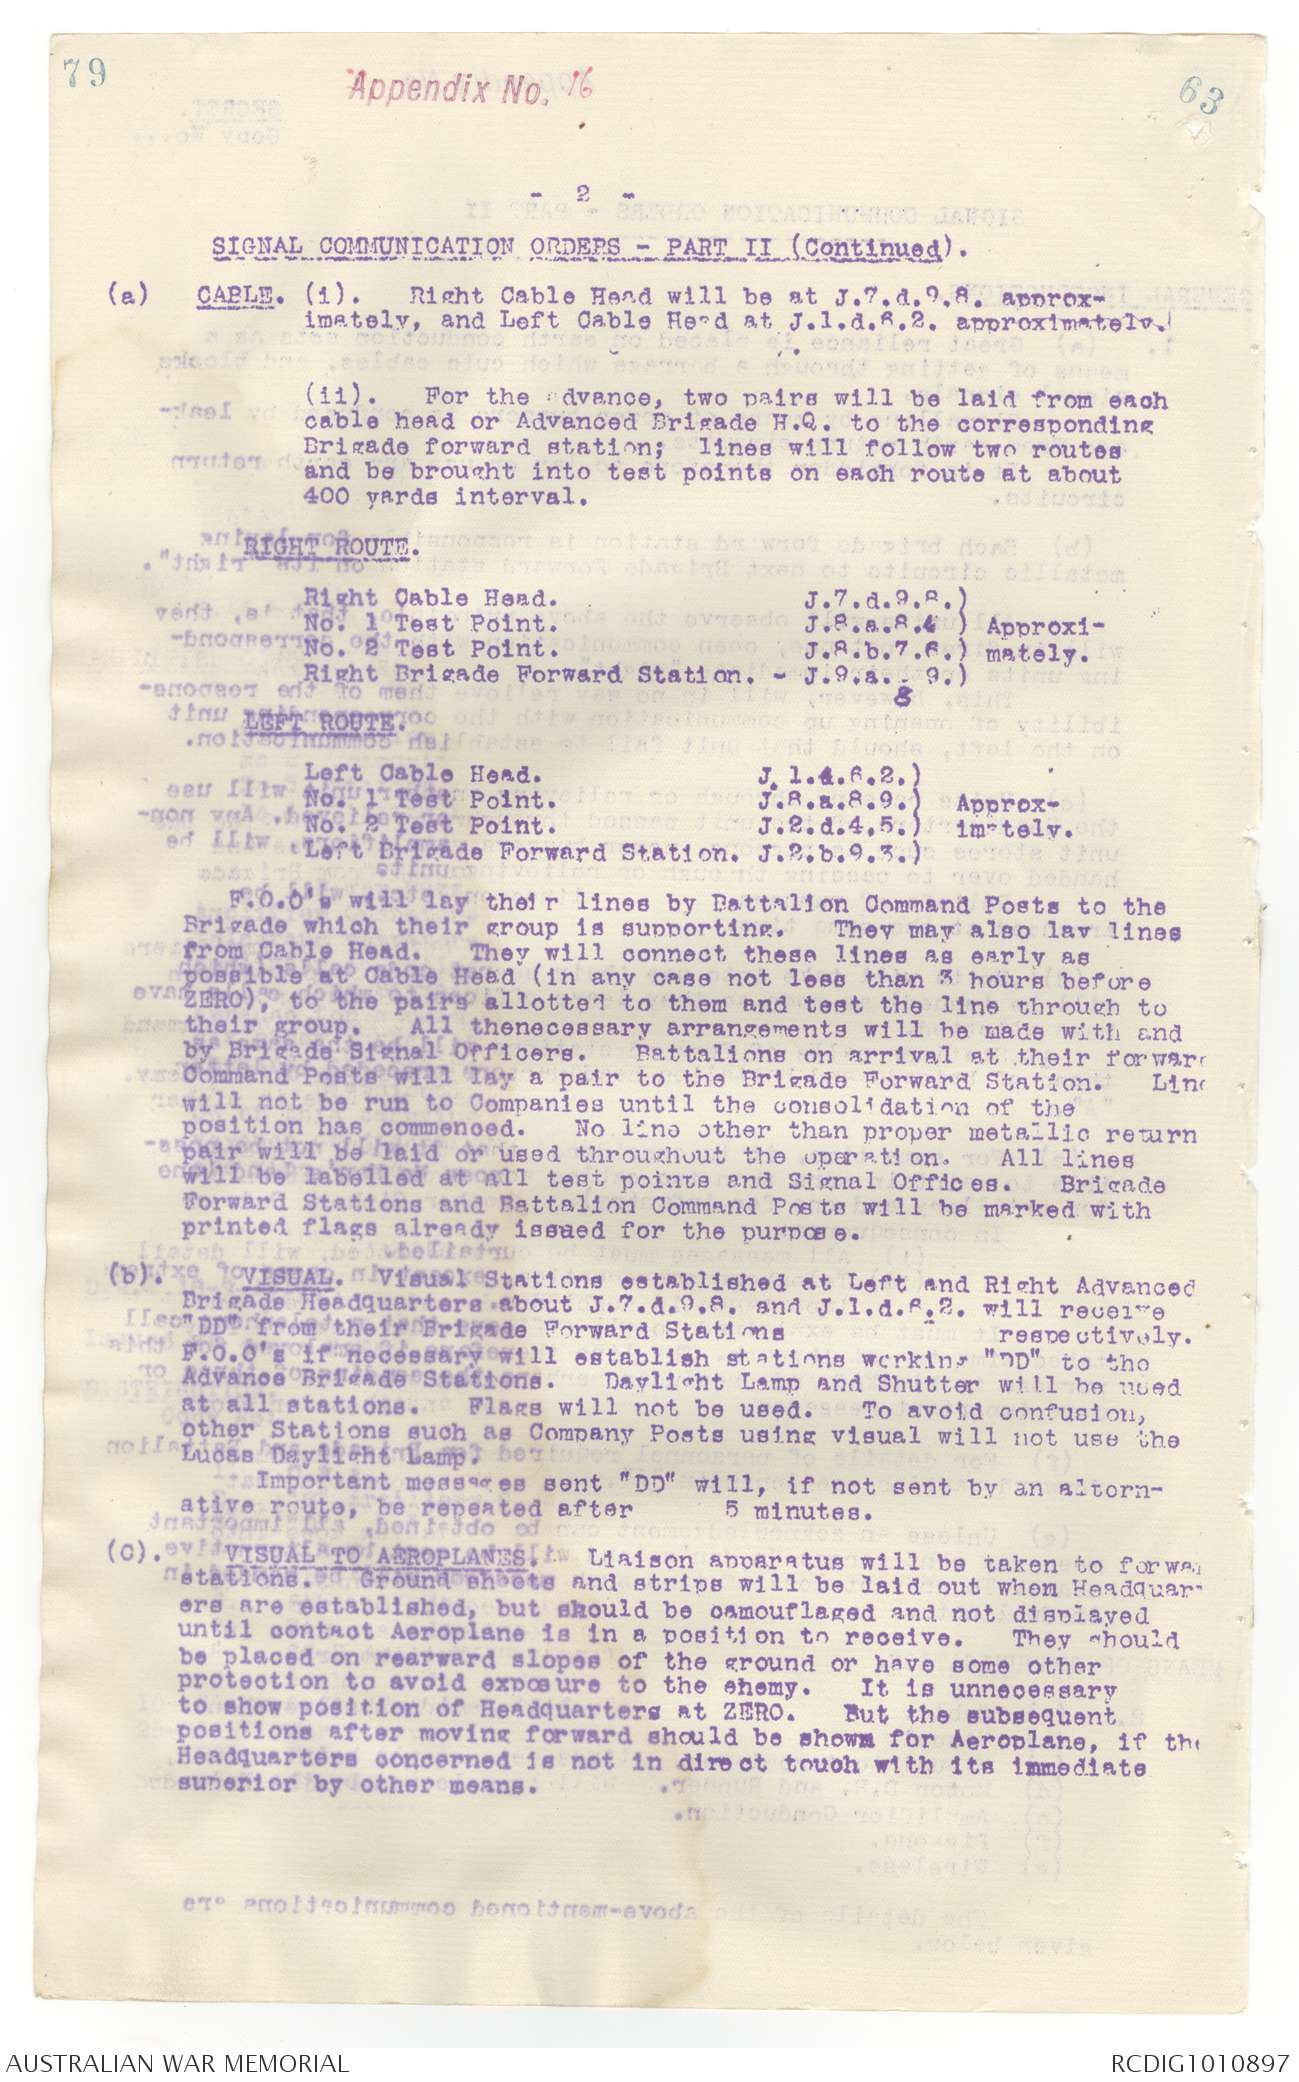 79
Appendix No. 16
63
- 2 -
SIGNAL COMMUNICATION ORDERS - PART II (Continued).
(a) CABLE. (i). Right Cable Head will be at J.7.d.9.8. approx-
imately, and Left Cable Head at J.1.d.6.2. approximately.
(ii). For the advance, two pairs will be laid from each
cable head or Advanced Brigade H.Q. to the corresponding
Brigade forward station; lines will follow two routes
and be brought into test points on each route at about
400 yards interval.
RIGHT ROUTE.
Right Cable Head. J.7.d.9.8.)
No. 1 Test Point. J.8.a.8.4 ) Approxi-
No. 2 Test Point. J.8.b.7.6.) mately.
Right Brigade Forward Station. - J.9.a. 8 9.)
LEFT ROUTE.
Left Cable Head. J.1.d.6.2.)
No. 1 Test Point. J.8.a.8.9.) Approx-
No. 2 Test Point. J.2.d.4.5.) imately.
Left Brigade Forward Station. J.2.b.9.3.)
F.O.O's will lay their lines by Battalion Command Posts to the
Brigade which their group is supporting. They may also lay lines
from Cable Head. They will connect these lines as early as
possible at Cable Head (in any case not less than 3 hours before
ZERO), to the pairs allotted to them and test the line through to
their group. All thenecessary arrangements will be made with and
by Brigade Signal Officers. Battalions on arrival at their forward
Command Posts will lay a pair to the Brigade Forward Station. Line
will not be run to Companies until the consolidation of the
position has commenced. No line other than proper metallic return
pair will be laid or used throughout the operation. All lines
will be labelled at all test points and Signal Offices. Brigade
Forward Stations and Battalion Command Posts will be marked with
printed flags already issued for the purpose.
(b). VISUAL. Visual Stations established at Left and Right Advanced
Brigade Headquarters about J.7.d.9.8. and J.1.d.6.2. will receive
"DD" from their Brigade Forward Stations respectively.
F.O.O's if necessary will establish stations working "DD" to the
Advance Brigade Stations. Daylight Lamp and Shutter will be used
at all stations. Flags will not be used. To avoid confusion,
other Stations such as Company Posts using visual will not use the
Lucas Daylight Lamp.
Important messages sent "DD" will, if not sent by an altern-
ative route, be repeated after 5 minutes.
(C). VISUAL TO AEROPLANES. Liaison apparatus will be taken to forwar
stations. Ground sheets and strips will be laid out when Headquart
ers are established, but should be camouflaged and not displayed
until contact Aeroplane is in a position to receive. They should
be placed on rearward slopes of the ground or have some other
protection to avoid exposure to the enemy. It is unnecessary
to show position of Headquarters at ZERO. But the subsequent
positions after moving forward should be shown for Aeroplane, if the
Headquarters concerned is not in direct touch with its immediate
superior by other means.
AUSTRALIAN WAR MEMORIAL
RCDIG1010897